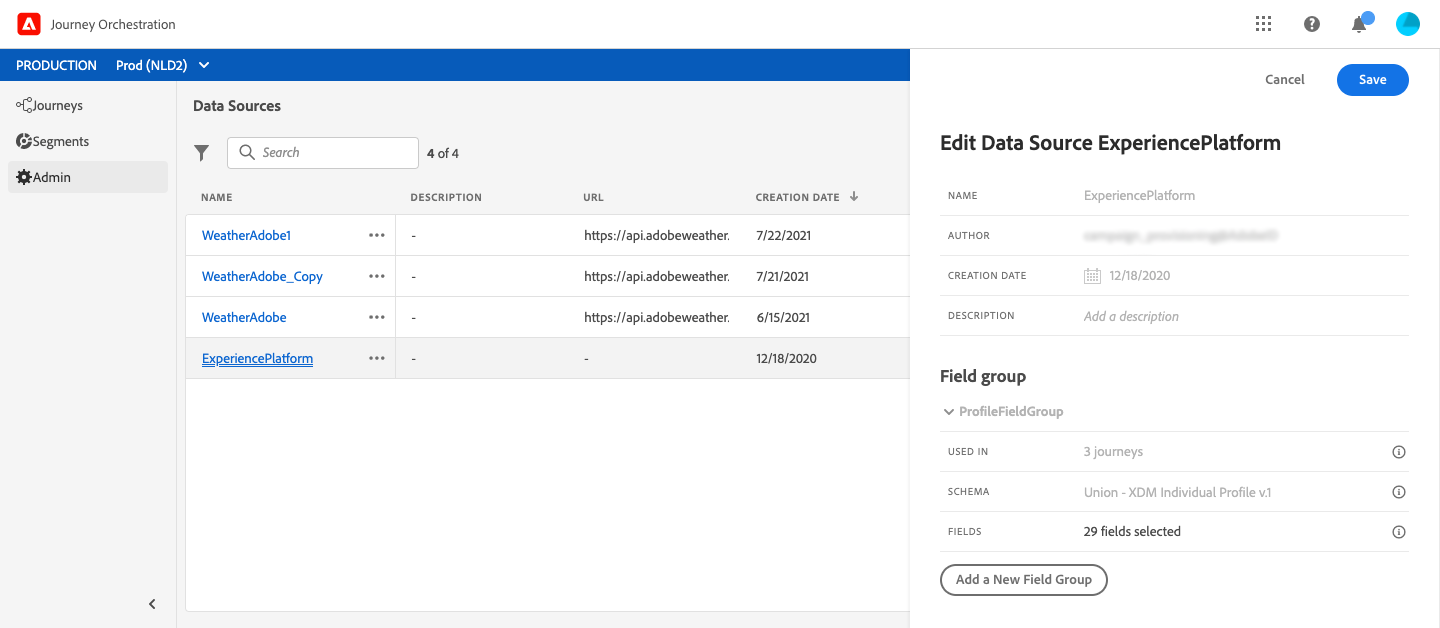 Journey Orchestration
PRODUCTION Prod (NLD2)
Journeys
Segments
Admin
Data Sources
Search
4 of 4
NAME DESCRIPTION URL CREATION DATE
WeatherAdobe1 ••• - https://api.adobeweather. 7/22/2021
WeatherAdobe_Copy ••• - https://api.adobeweather. 7/21/2021
WeatherAdobe ••• - https://api.adobeweather. 6/15/2021
ExperiencePlatform ••• - - 12/18/2020
Cancel Save
Edit Data Source ExperiencePlatform
NAME ExperiencePlatform
AUTHOR
CREATION DATE 12/18/2020
DESCRIPTION Add a description
Field group
ProfileFieldGroup
USED IN 3 journeys
SCHEMA Union - XDM Individual Profile v.1
FIELDS 29 fields selected
Add a New Field Group